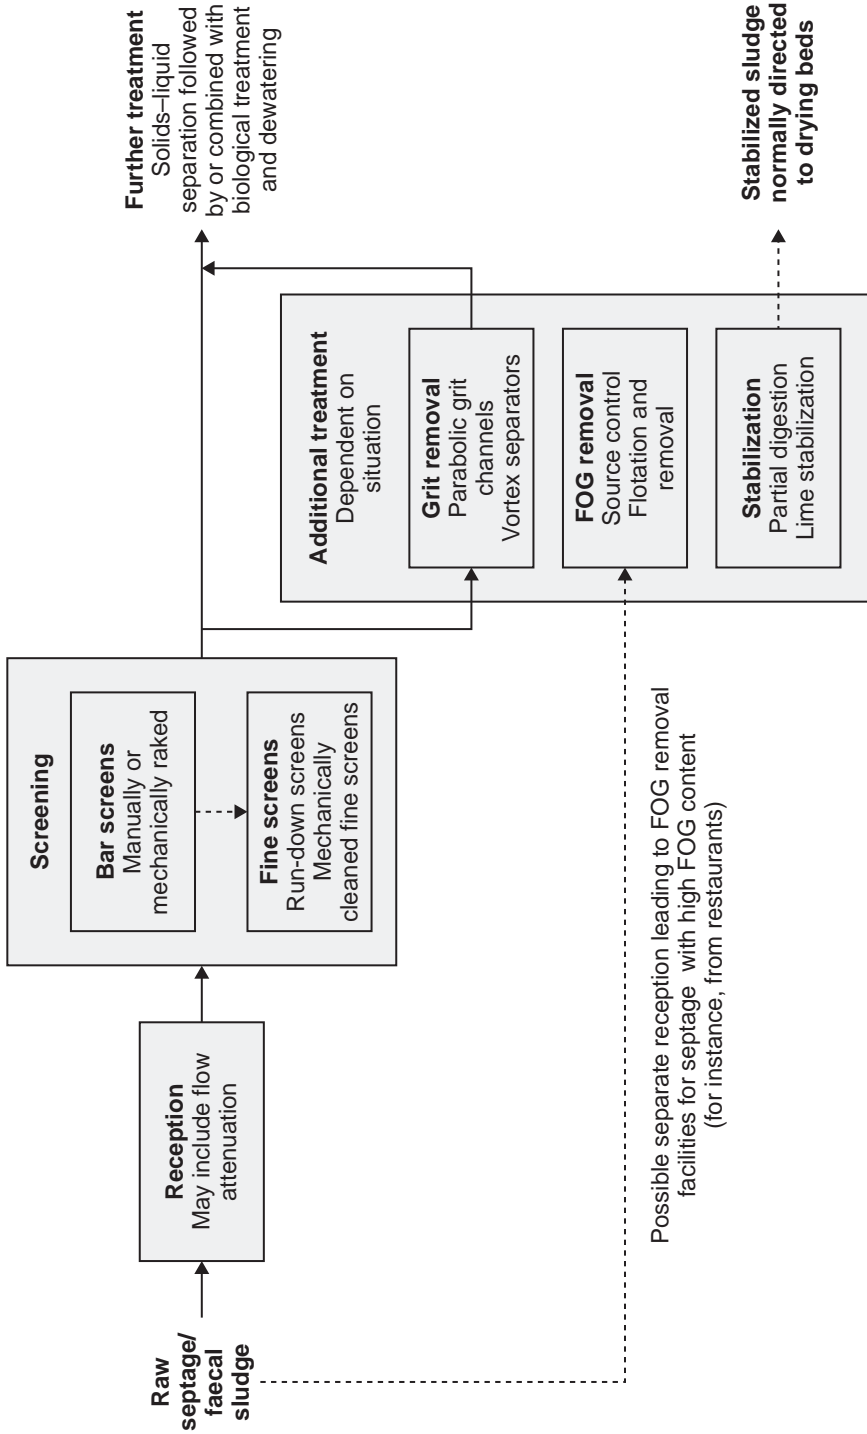 Raw
septage/
faecal
sludge
Reception
May include flow
attenuation
Screening
Bar screens
Manually or
mechanically raked
Fine screens
Run-down screens
Mechanically
cleaned fine screens
Additional treatment
Dependent on
situation
Grit removal
Parabolic grit
channels
Vortex separators
FOG removal
Source control
Flotation and
removal
Stabilization
Partial digestion
Lime stabilization
Further treatment
Solids–liquid
separation followed
by or combined with
biological treatment
and dewatering
Stabilized sludge
normally directed
to drying beds
Possible separate reception leading to FOG removal
facilities for septage with high FOG content
(for instance, from restaurants)